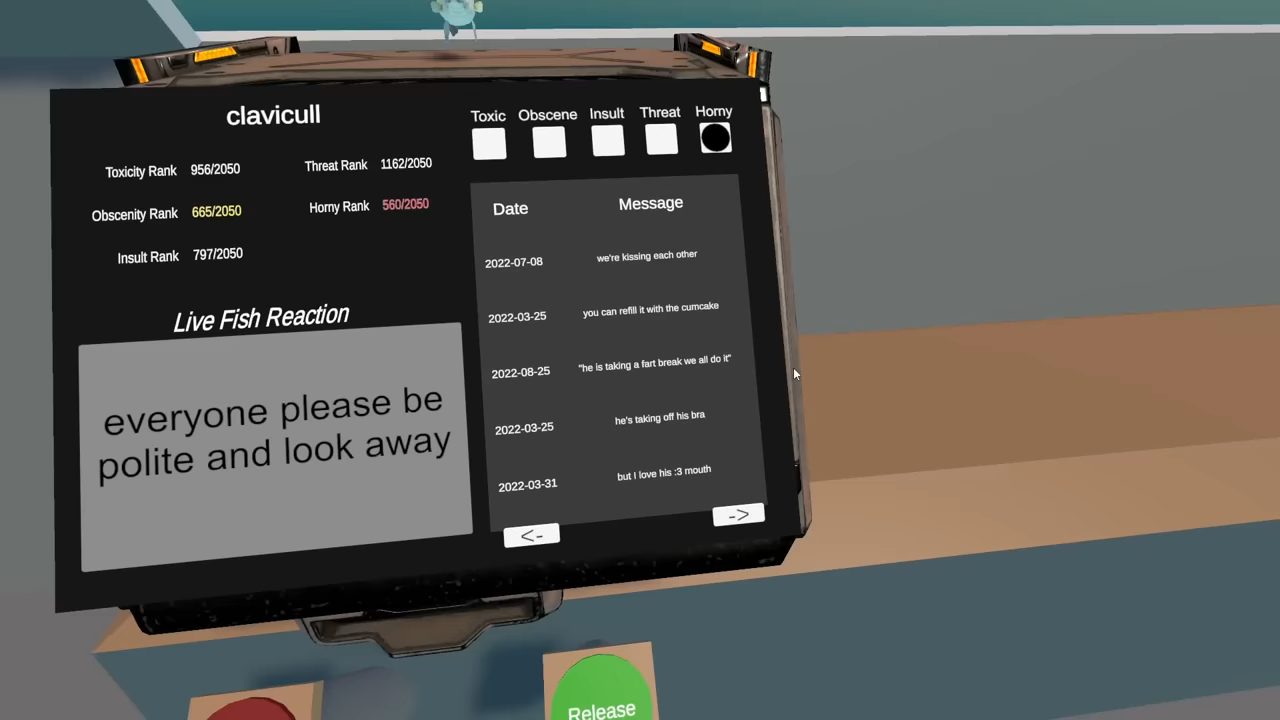 clavicull
Toxicity Rank 956/2050
Threat Rank 1162/2050
Obscenity Rank 665/2050
Horny Rank 560/2050
Insult Rank 797/2050
Live Fish Reaction
everyone please be
polite and look away
Toxic Obscene Insult Threat Horny
Date Message
2022-07-08 we're kissing each other
2022-03-25 you can refill it with the cumcake
2022-08-25 "he is taking a fart break we all do it"
2022-03-25 he's taking off his bra
2022-03-31 but I love his :3 mouth
<- ->
Release